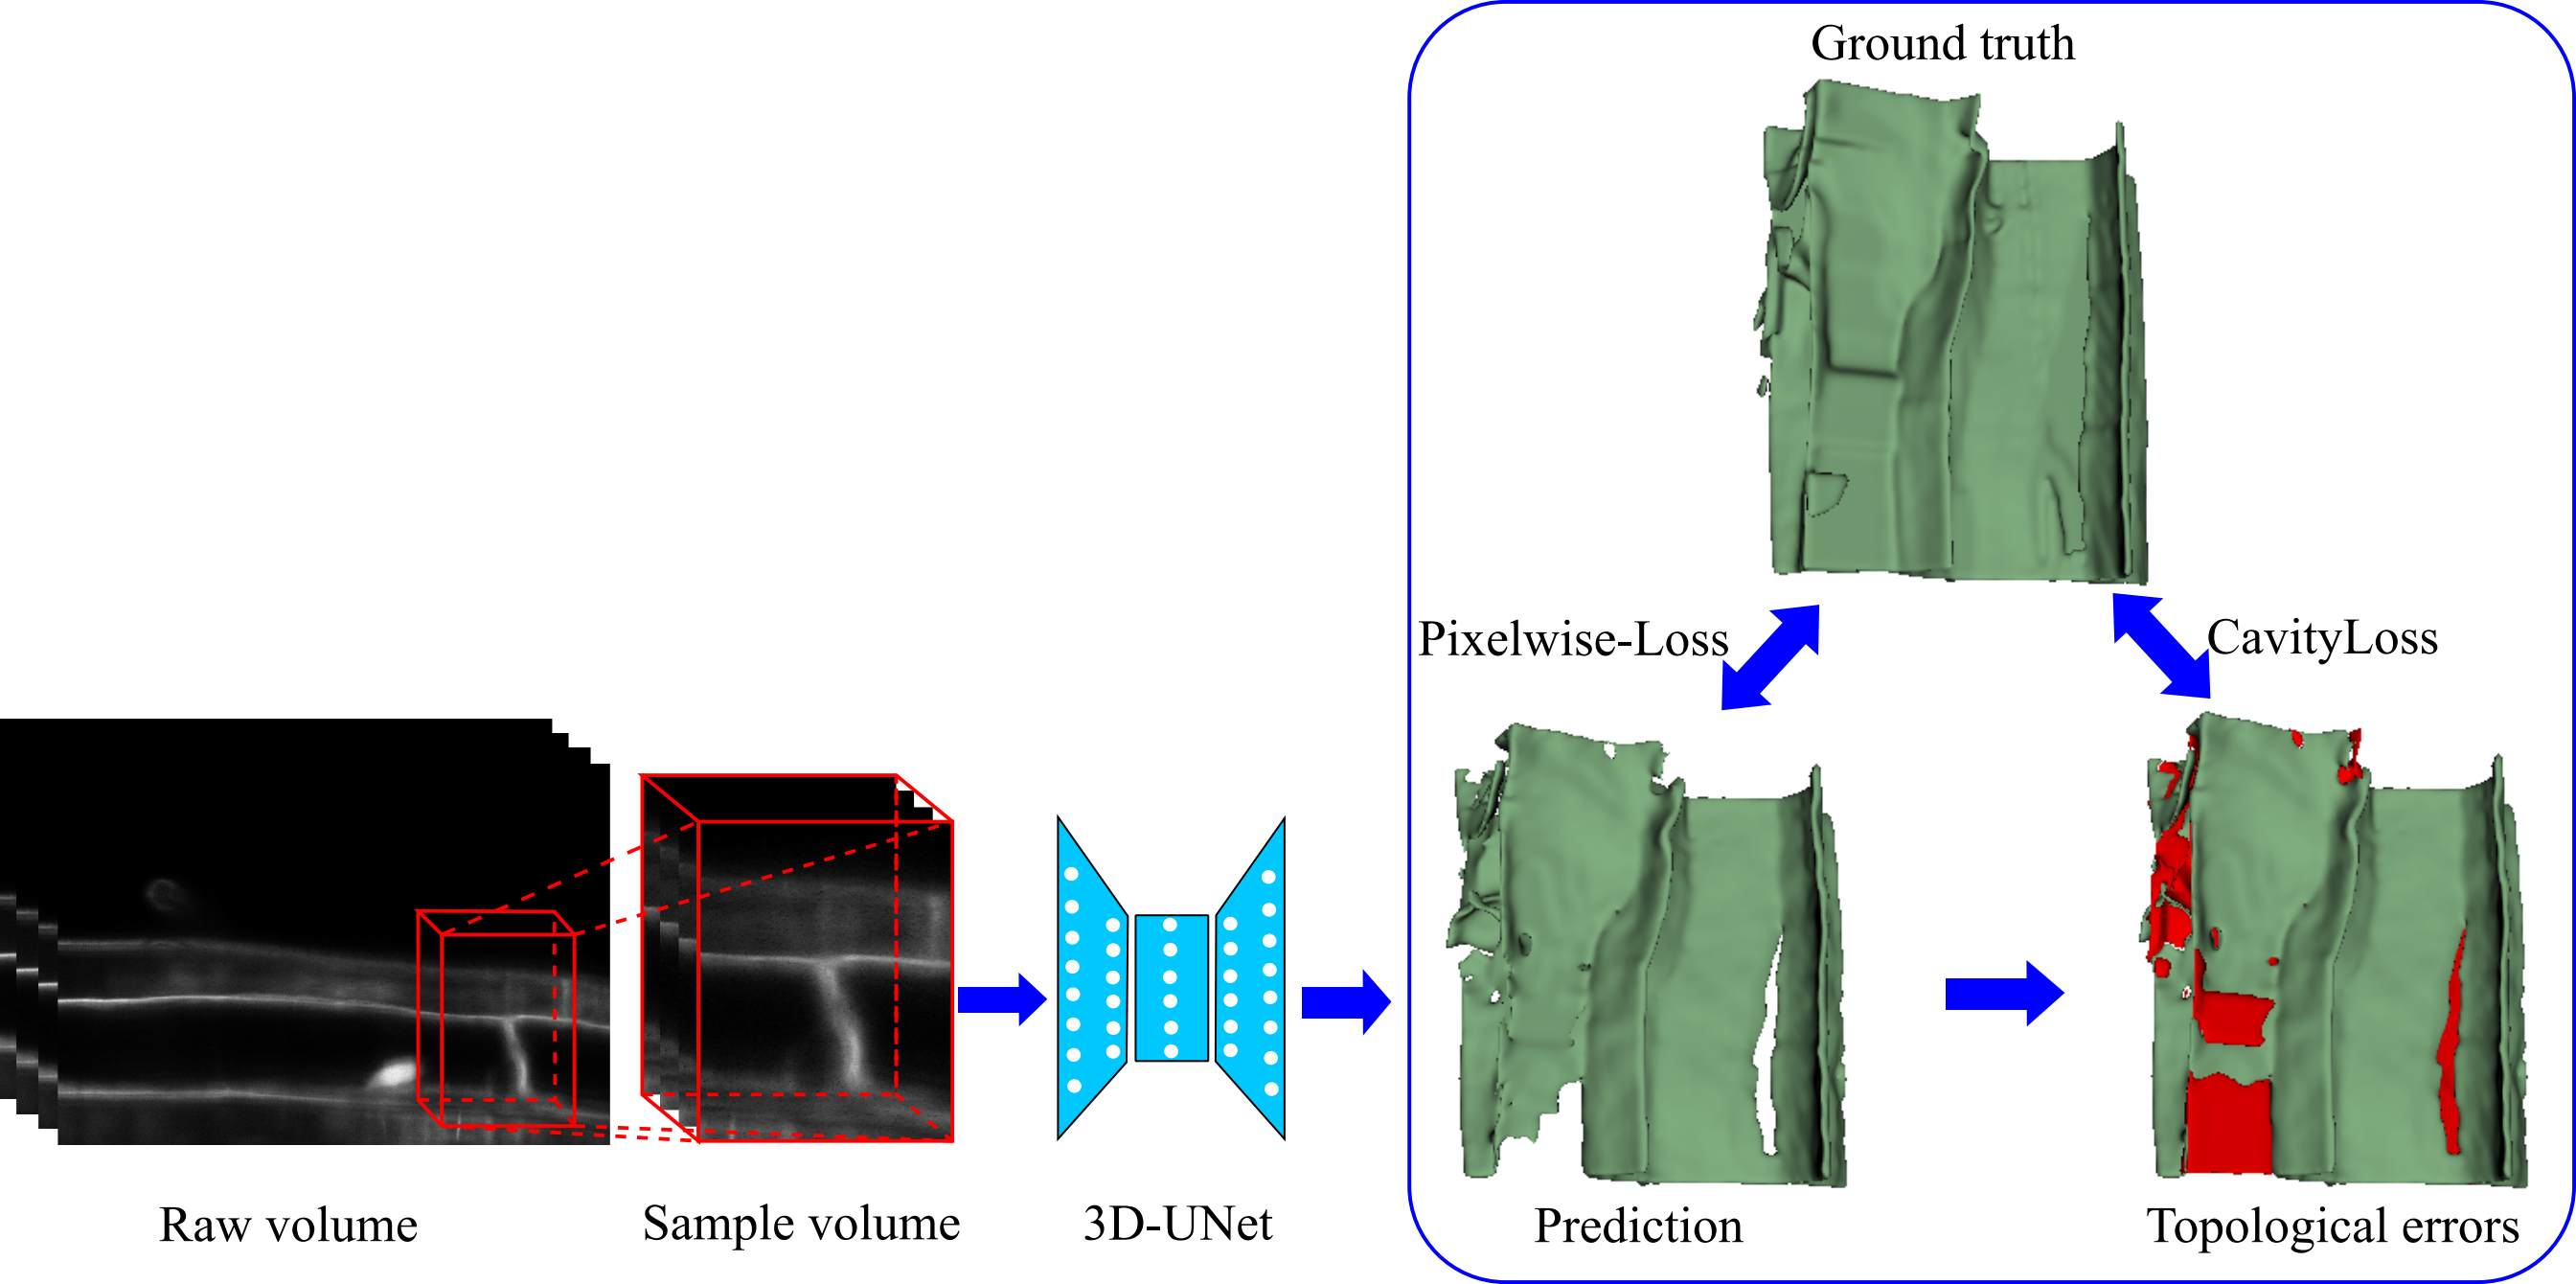 Ground truth
Pixelwise-Loss
CavityLoss
Raw volume
Sample volume
3D-UNet
Prediction
Topological errors